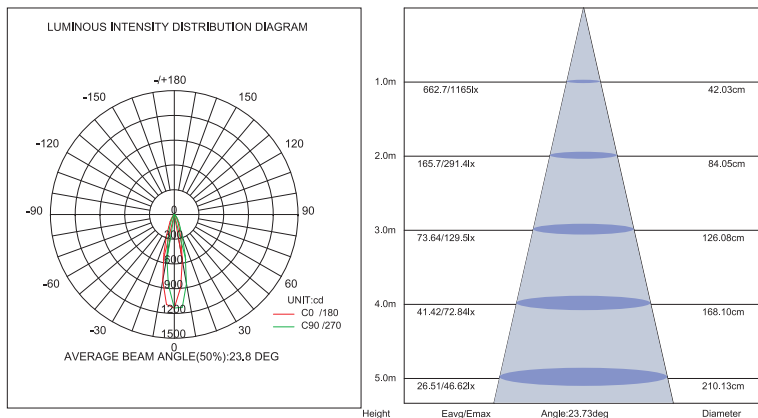 LUMINOUS INTENSITY DISTRIBUTION DIAGRAM
-/+180
-150 150
-120 120
-90 90
-60 60
-30 30
0
0
300
600
900
1200
1500
UNIT:cd
C0 /180
C90/270
AVERAGE BEAM ANGLE(50%):23.8 DEG
1.0m 662.7/1165lx 42.03cm
2.0m 165.7/291.4lx 84.05cm
3.0m 73.64/129.5lx 126.08cm
4.0m 41.42/72.84lx 168.10cm
5.0m 26.51/46.62lx 210.13cm
Height Eavg/Emax Angle:23.73deg Diameter